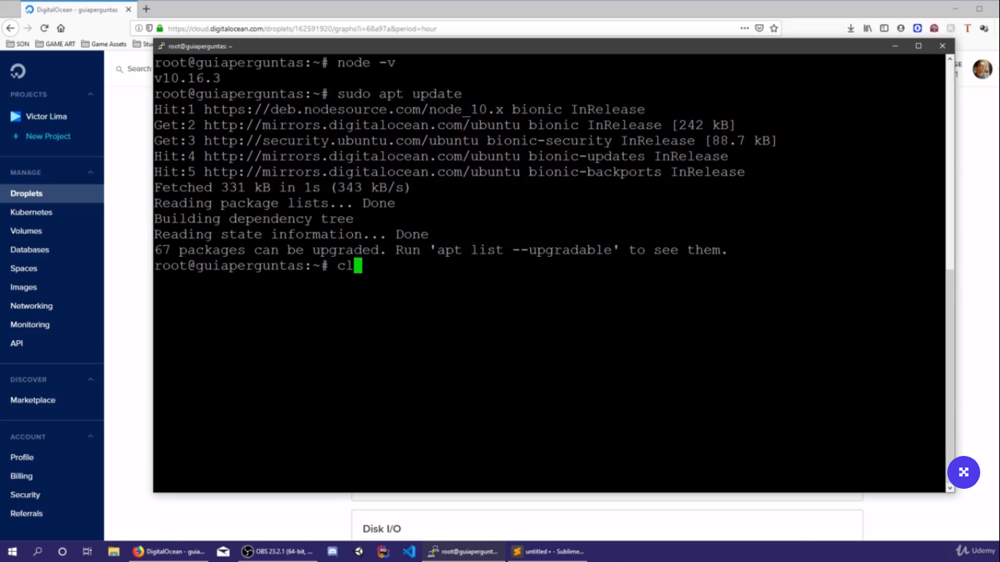 DigitalOcean - guiaperguntas
https://cloud.digitalocean.com/droplets/162591920/graphs?i=68a97a&period=hour
SON
GAME ART
Game Assets
root@guiaperguntas: ~
Search
PROJECTS
Victor Lima
+ New Project
MANAGE
Droplets
Kubernetes
Volumes
Databases
Spaces
Images
Networking
Monitoring
API
DISCOVER
Marketplace
ACCOUNT
Profile
Billing
Security
Referrals
root@guiaperguntas:~# node -v
v10.16.3
root@guiaperguntas:~# sudo apt update
Hit:1 https://deb.nodesource.com/node_10.x bionic InRelease
Get:2 http://mirrors.digitalocean.com/ubuntu bionic InRelease [242 kB]
Get:3 http://security.ubuntu.com/ubuntu bionic-security InRelease [88.7 kB]
Hit:4 http://mirrors.digitalocean.com/ubuntu bionic-updates InRelease
Hit:5 http://mirrors.digitalocean.com/ubuntu bionic-backports InRelease
Fetched 331 kB in 1s (343 kB/s)
Reading package lists... Done
Building dependency tree
Reading state information... Done
67 packages can be upgraded. Run 'apt list --upgradable' to see them.
root@guiaperguntas:~# cl
Disk I/O
DigitalOcean - guia...
OBS 23.2.1 (64-bit, ...
root@guiapergunt...
untitled • - Sublime...
Udemy